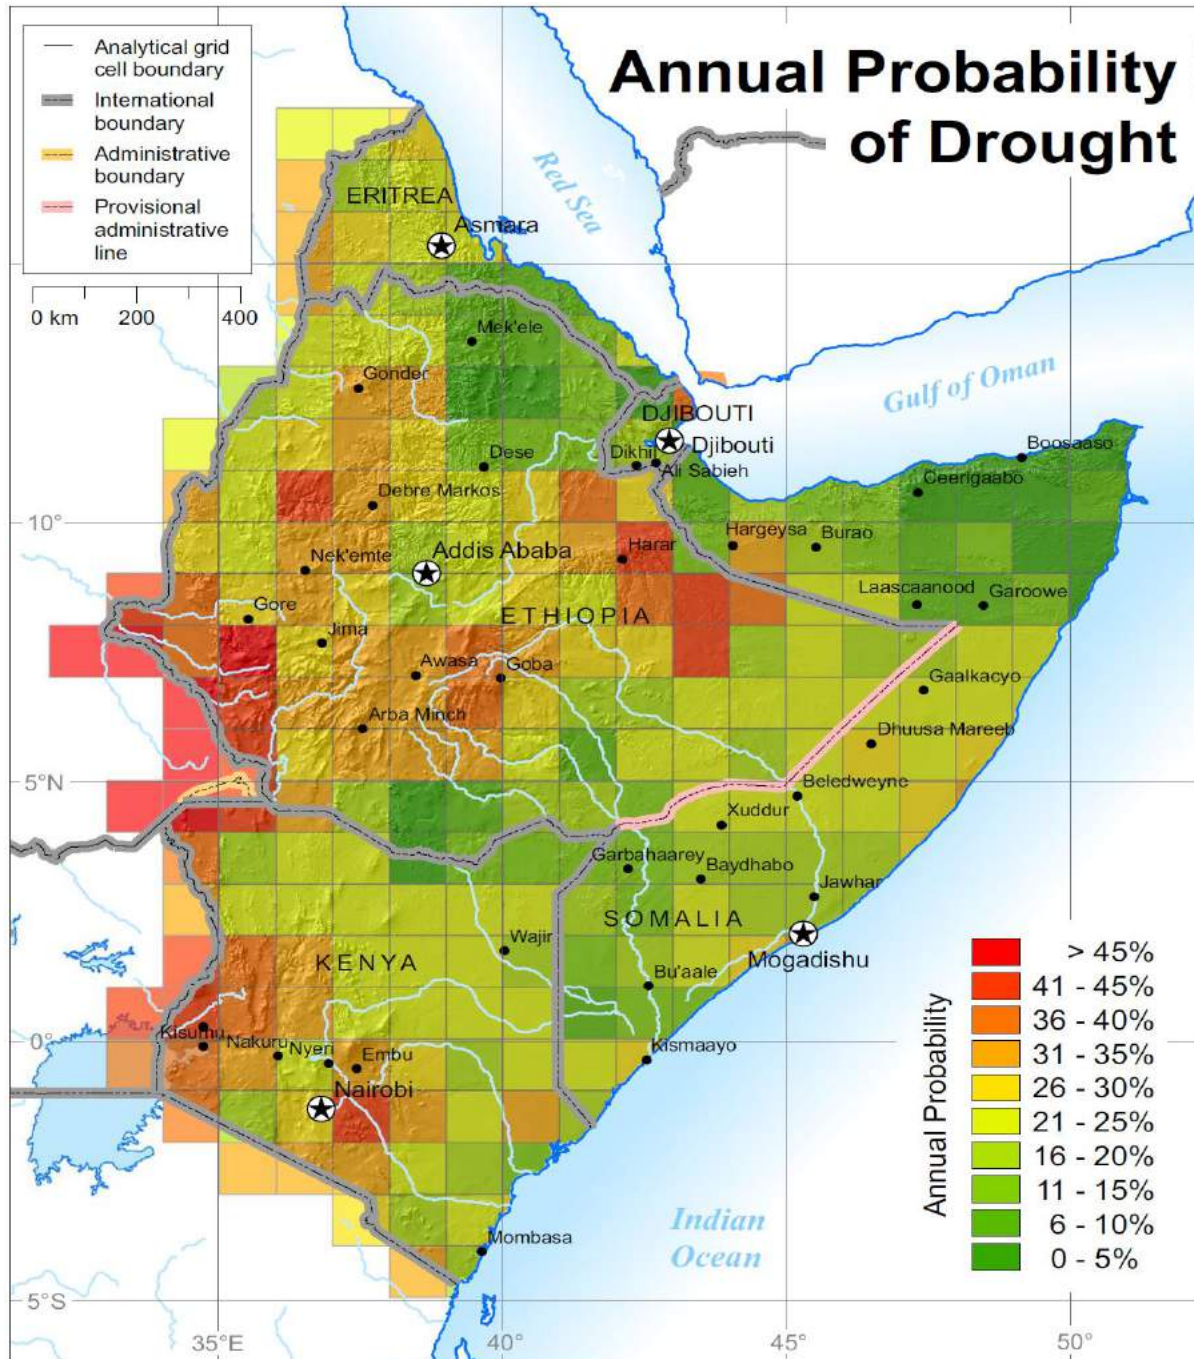 Annual Probability
of Drought
Analytical grid
cell boundary
International
boundary
Administrative
boundary
Provisional
administrative
line
0 km 200 400
Red Sea
ERITREA
Asmara
Mek'ele
Gonder
Gulf of Oman
DJIBOUTI
Djibouti
Dikhil
Ali Sabieh
Dese
Boosaaso
Ceerigaabo
Debre Markos
10°
Hargeysa
Burao
Nek'emte
Addis Ababa
Harar
Laascaanood
Garoowe
Gore
ETHIOPIA
Jima
Awasa
Goba
Gaalkacyo
Arba Minch
Dhuusa Mareeb
5°N
Beledweyne
Xuddur
Garbahaarey
Baydhabo
Jawhar
SOMALIA
Wajir
Mogadishu
KENYA
Bu'aale
Kisumu
0°
Nakuru
Nyeri
Embu
Kismaayo
Nairobi
Mombasa
Indian
Ocean
Annual Probability
> 45%
41 - 45%
36 - 40%
31 - 35%
26 - 30%
21 - 25%
16 - 20%
11 - 15%
6 - 10%
0 - 5%
5°S
35°E 40° 45° 50°